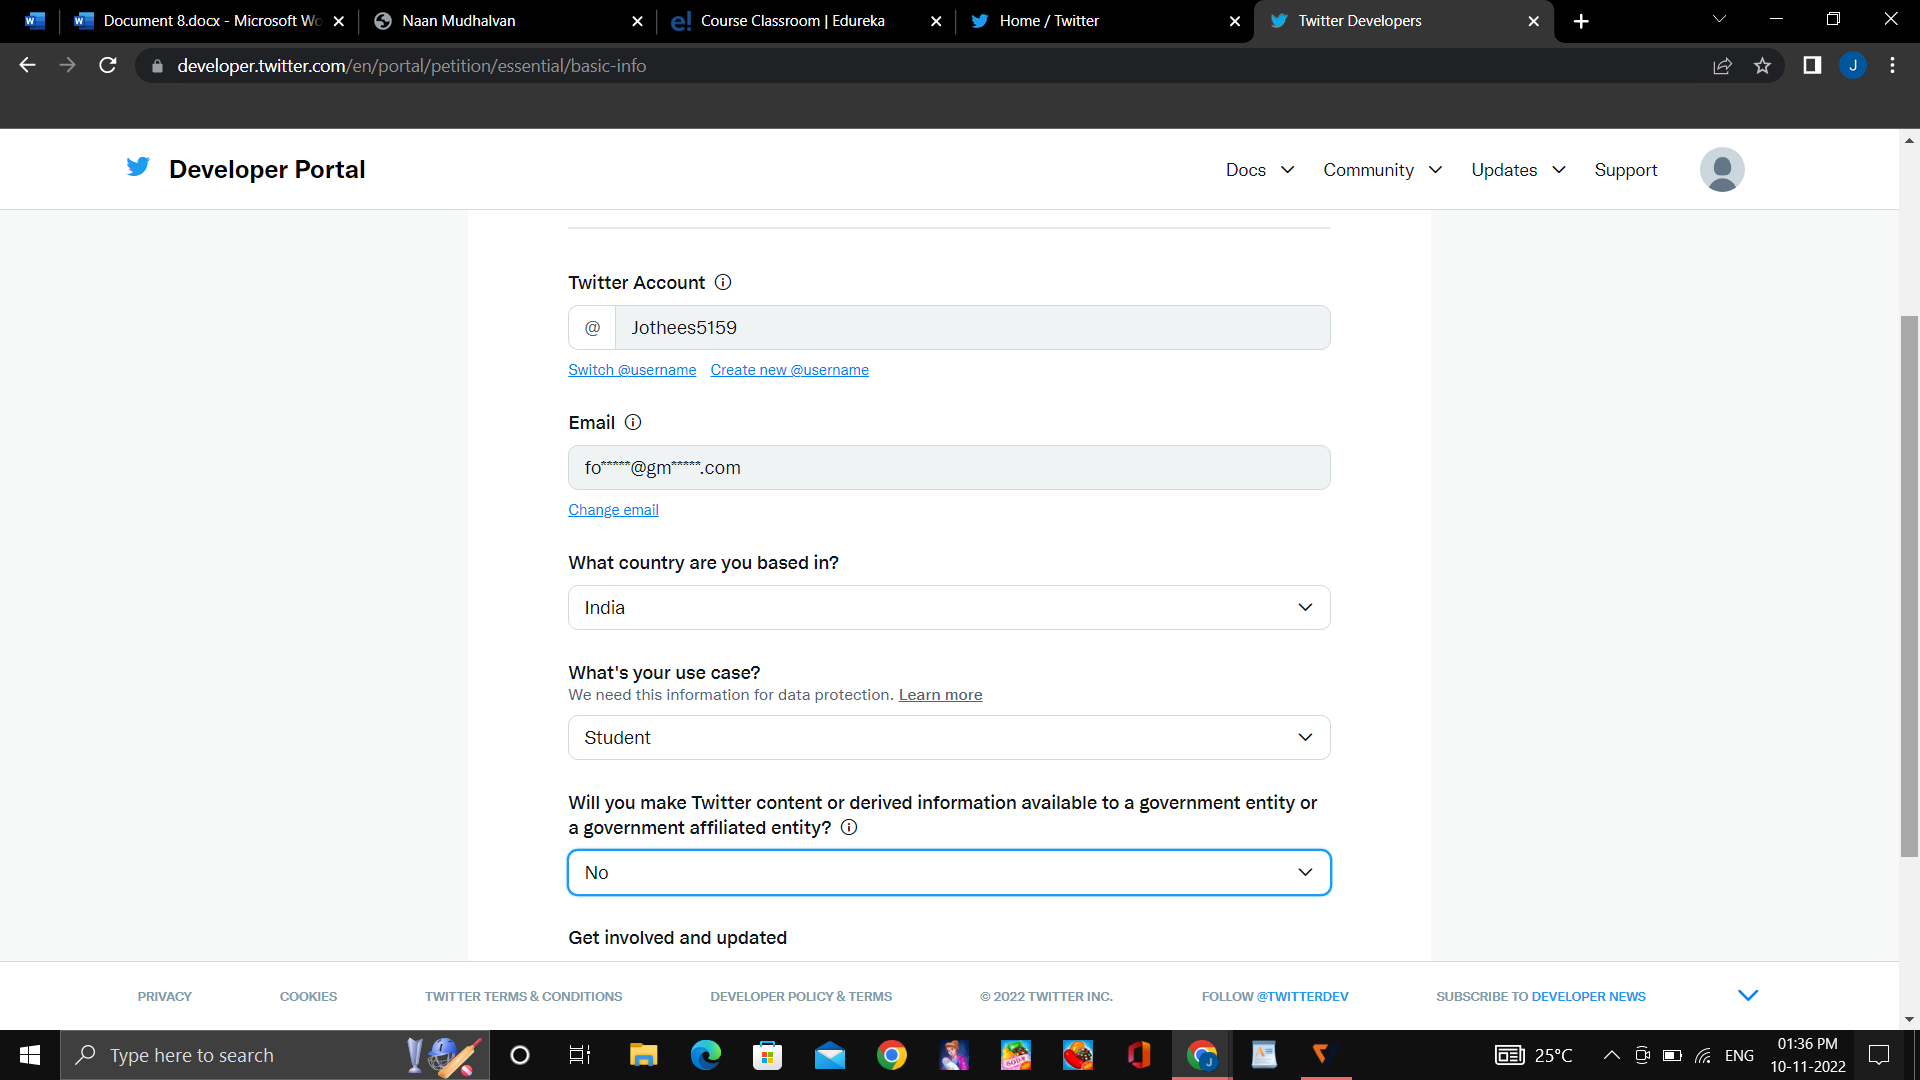 Document 8.docx - Microsoft Wo
Naan Mudhalvan
e! Course Classroom | Edureka
Home / Twitter
Twitter Developers
developer.twitter.com/en/portal/petition/essential/basic-info
J
Developer Portal
Docs
Community
Updates
Support
Twitter Account
@ Jothees5159
Switch @username Create new @username
Email
fo*****@gm*****.com
Change email
What country are you based in?
India
What's your use case?
We need this information for data protection. Learn more
Student
Will you make Twitter content or derived information available to a government entity or
a government affiliated entity?
No
Get involved and updated
PRIVACY
COOKIES
TWITTER TERMS & CONDITIONS
DEVELOPER POLICY & TERMS
© 2022 TWITTER INC.
FOLLOW @TWITTERDEV
SUBSCRIBE TO DEVELOPER NEWS
Type here to search
25°C
ENG
01:36 PM
10-11-2022